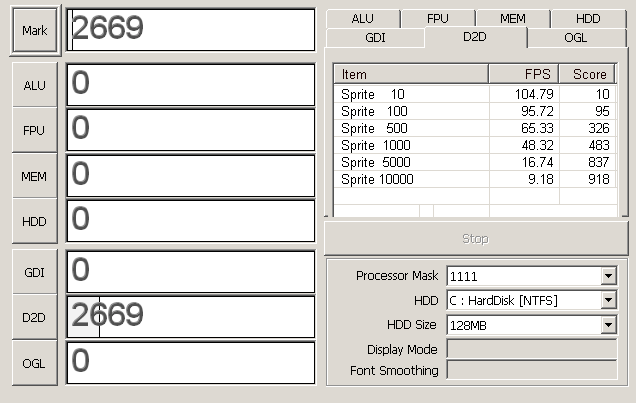 Mark 2669
ALU 0
FPU 0
MEM 0
HDD 0
GDI 0
D2D 2669
OGL 0
ALU FPU MEM HDD
GDI D2D OGL
Item FPS Score
Sprite 10 104.79 10
Sprite 100 95.72 95
Sprite 500 65.33 326
Sprite 1000 48.32 483
Sprite 5000 16.74 837
Sprite 10000 9.18 918
Stop
Processor Mask 1111
HDD C : HardDisk [NTFS]
HDD Size 128MB
Display Mode
Font Smoothing